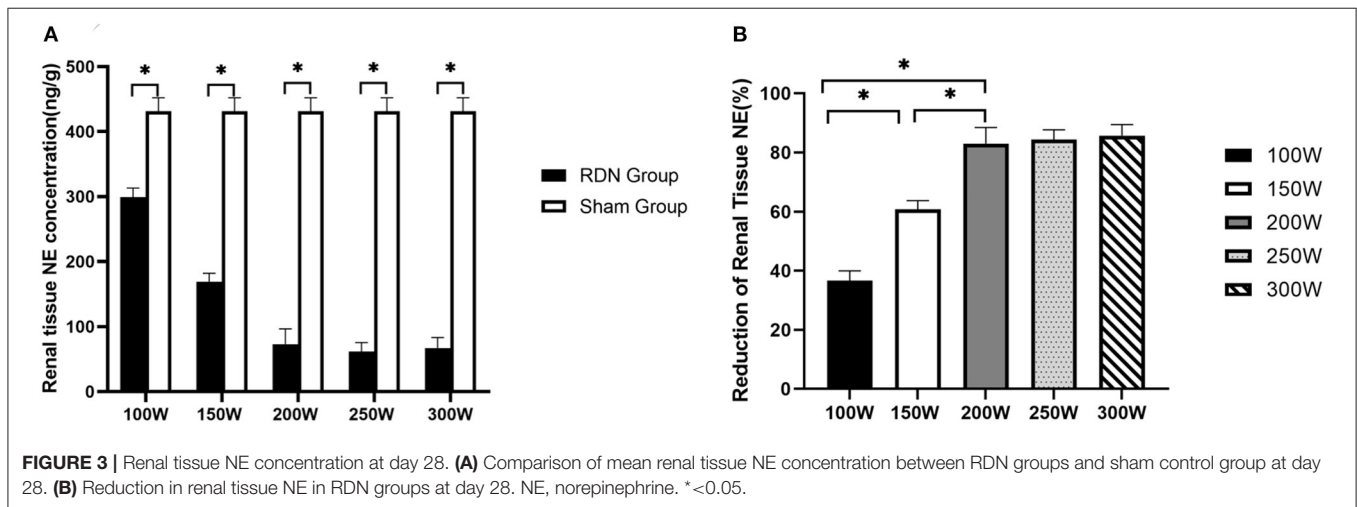 A
Renal tissue NE concentration(ng/g)
500
400
300
200
100
0
* * * * *
100W 150W 200W 250W 300W
RDN Group
Sham Group
B
Reduction of Renal Tissue NE(%)
100
80
60
40
20
0
*
* *
100W 150W 200W 250W 300W
100W
150W
200W
250W
300W
FIGURE 3 | Renal tissue NE concentration at day 28. (A) Comparison of mean renal tissue NE concentration between RDN groups and sham control group at day
28. (B) Reduction in renal tissue NE in RDN groups at day 28. NE, norepinephrine. *<0.05.